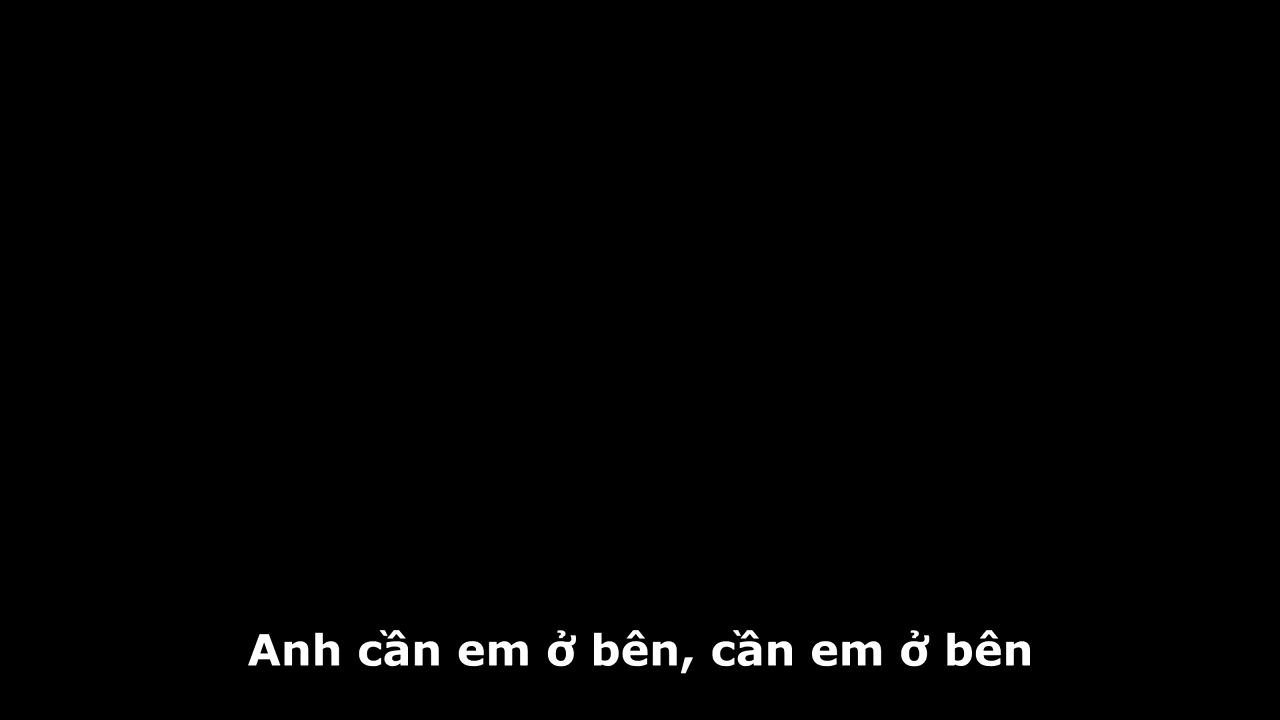 Anh cần em ở bên, cần em ở bên